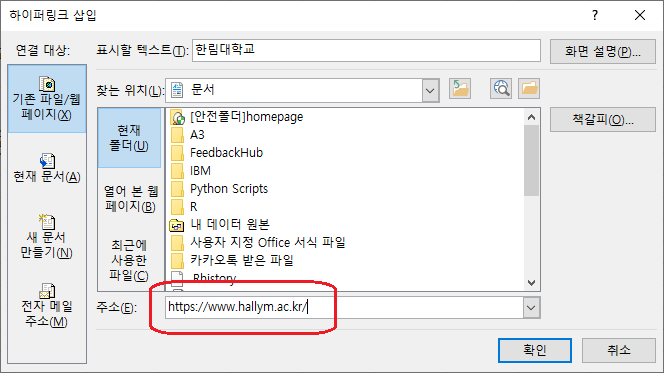 하이퍼링크 삽입
? ×
연결 대상:
표시할 텍스트(T):
한림대학교
화면 설명(P)...
기존 파일/웹
페이지(X)
현재 문서(A)
새 문서
만들기(N)
전자 메일
주소(M)
찾는 위치(L):
문서
책갈피(O)...
현재
폴더(U)
열어 본 웹
페이지(B)
최근에
사용한
파일(C)
[안전폴더]homepage
A3
FeedbackHub
IBM
Python Scripts
R
내 데이터 원본
사용자 지정 Office 서식 파일
카카오톡 받은 파일
.Rhistory
주소(E):
https://www.hallym.ac.kr/
확인
취소